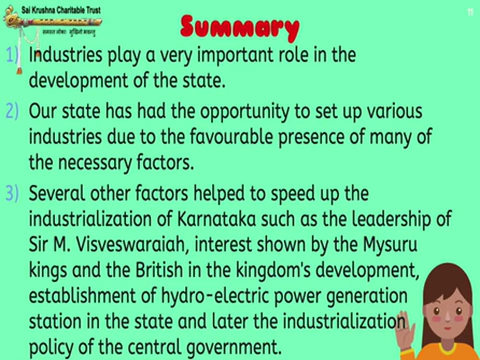 Sai Krushna Charitable Trust
11
Summary
1) Industries play a very important role in the
development of the state.
2) Our state has had the opportunity to set up various
industries due to the favourable presence of many of
the necessary factors.
3) Several other factors helped to speed up the
industrialization of Karnataka such as the leadership of
Sir M. Visveswaraiah, interest shown by the Mysuru
kings and the British in the kingdom's development,
establishment of hydro-electric power generation
station in the state and later the industrialization
policy of the central government.